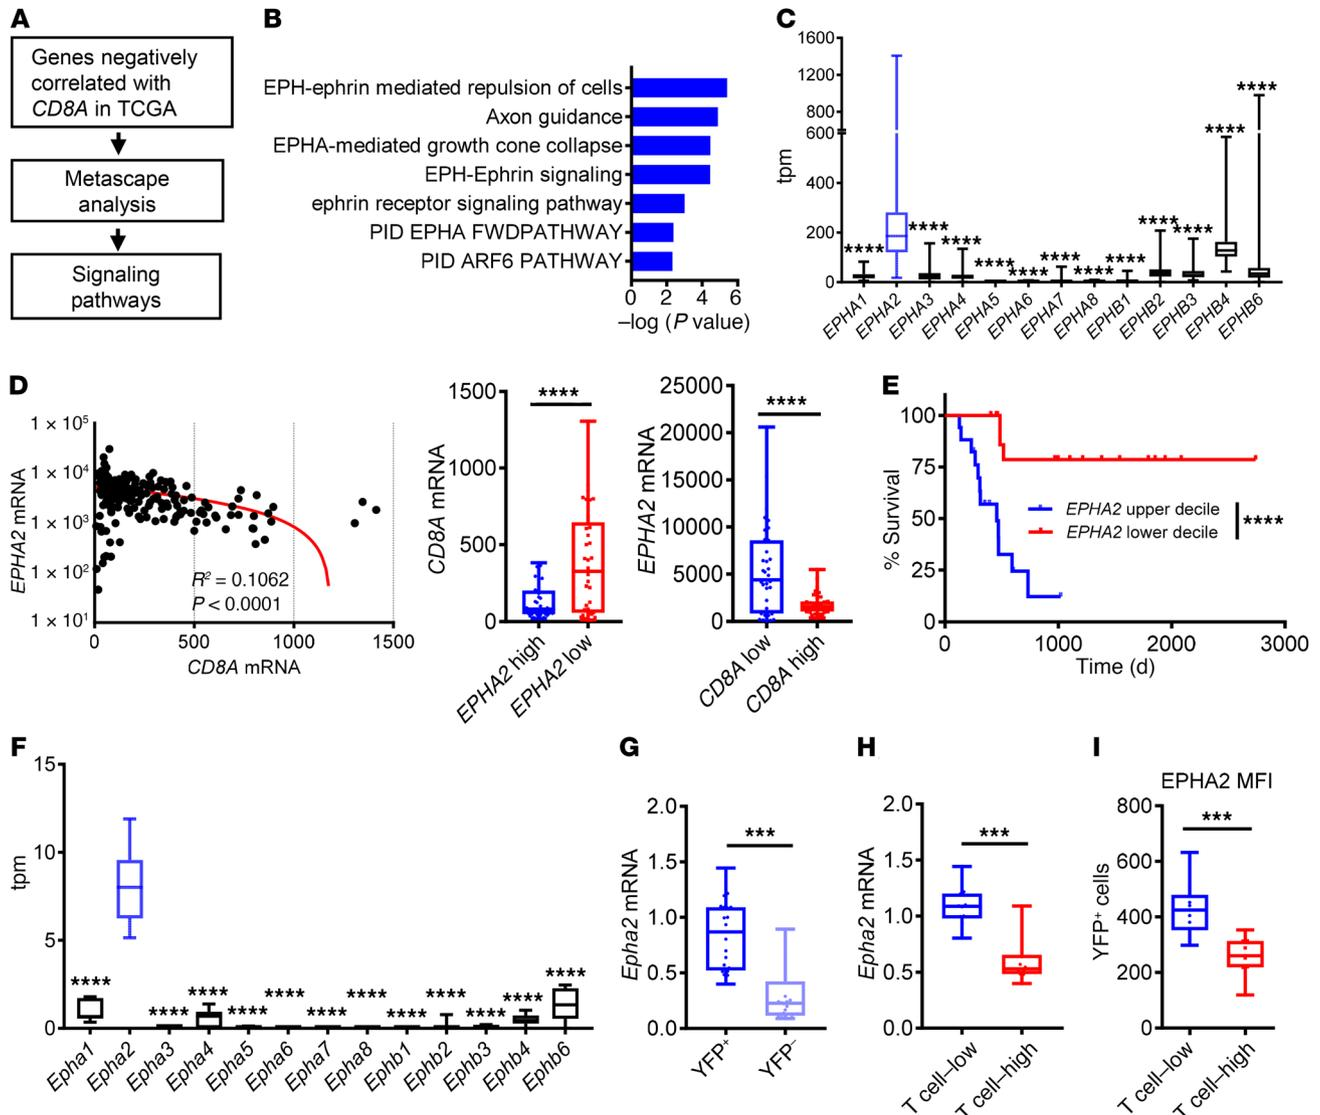 A
Genes negatively
correlated with
CD8A in TCGA
Metascape
analysis
Signaling
pathways
B
EPH-ephrin mediated repulsion of cells
Axon guidance
EPHA-mediated growth cone collapse
EPH-Ephrin signaling
ephrin receptor signaling pathway
PID EPHA FWDPATHWAY
PID ARF6 PATHWAY
0 2 4 6
–log (P value)
C
tpm
1600
1200
800
600
400
200
0
**** **** **** **** **** **** **** **** **** **** **** ****
EPHA1 EPHA2 EPHA3 EPHA4 EPHA5 EPHA6 EPHA7 EPHA8 EPHB1 EPHB2 EPHB3 EPHB4 EPHB6
D
EPHA2 mRNA
1 × 10⁵
1 × 10⁴
1 × 10³
1 × 10²
1 × 10¹
R² = 0.1062
P < 0.0001
0 500 1000 1500
CD8A mRNA
CD8A mRNA
1500
1000
500
0
****
EPHA2 high EPHA2 low
EPHA2 mRNA
25000
20000
15000
10000
5000
0
****
CD8A low CD8A high
E
% Survival
100
75
50
25
0
EPHA2 upper decile
EPHA2 lower decile
****
0 1000 2000 3000
Time (d)
F
tpm
15
10
5
0
**** **** **** **** **** **** **** **** **** **** **** ****
Epha1 Epha2 Epha3 Epha4 Epha5 Epha6 Epha7 Epha8 Ephb1 Ephb2 Ephb3 Ephb4 Ephb6
G
Epha2 mRNA
2.0
1.5
1.0
0.5
0.0
***
YFP⁺ YFP⁻
H
Epha2 mRNA
2.0
1.5
1.0
0.5
0.0
***
T cell–low T cell–high
I
EPHA2 MFI
YFP⁺ cells
800
600
400
200
0
***
T cell–low T cell–high